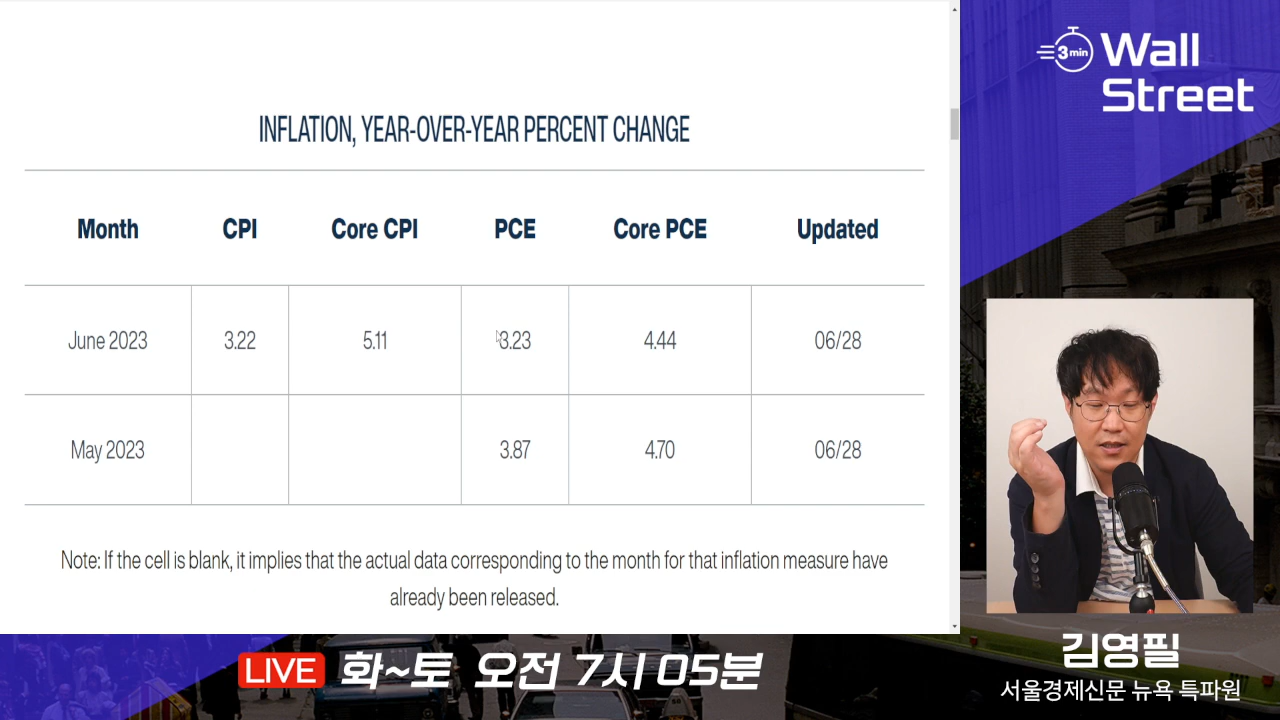 INFLATION, YEAR-OVER-YEAR PERCENT CHANGE
Month CPI Core CPI PCE Core PCE Updated
June 2023 3.22 5.11 3.23 4.44 06/28
May 2023 3.87 4.70 06/28
Note: If the cell is blank, it implies that the actual data corresponding to the month for that inflation measure have
already been released.
3min Wall
Street
김영필
서울경제신문 뉴욕 특파원
LIVE 화~토 오전 7시 05분